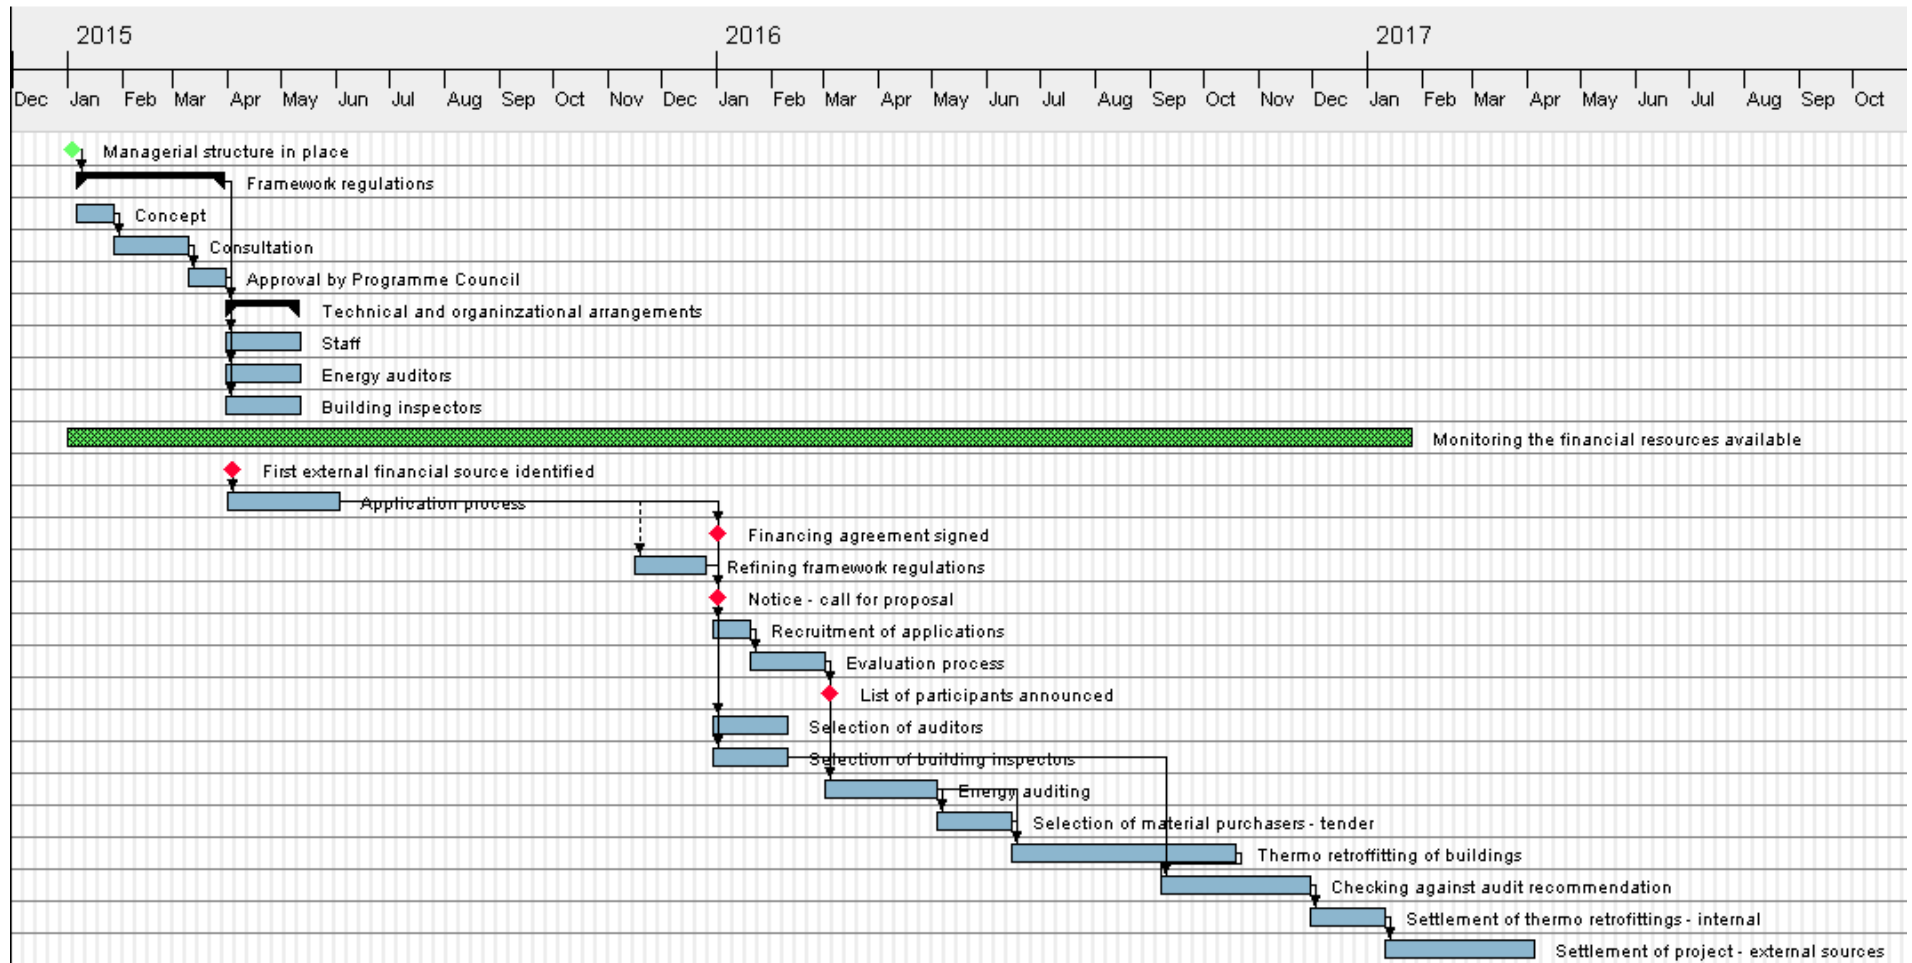 2015 2016 2017
Dec Jan Feb Mar Apr May Jun Jul Aug Sep Oct Nov Dec Jan Feb Mar Apr May Jun Jul Aug Sep Oct Nov Dec Jan Feb Mar Apr May Jun Jul Aug Sep Oct
Managerial structure in place
Framework regulations
Concept
Consultation
Approval by Programme Council
Technical and organinzational arrangements
Staff
Energy auditors
Building inspectors
Monitoring the financial resources available
First external financial source identified
Application process
Financing agreement signed
Refining framework regulations
Notice - call for proposal
Recruitment of applications
Evaluation process
List of participants announced
Selection of auditors
Selection of building inspectors
Energy auditing
Selection of material purchasers - tender
Thermo retroffitting of buildings
Checking against audit recommendation
Settlement of thermo retrofittings - internal
Settlement of project - external sources